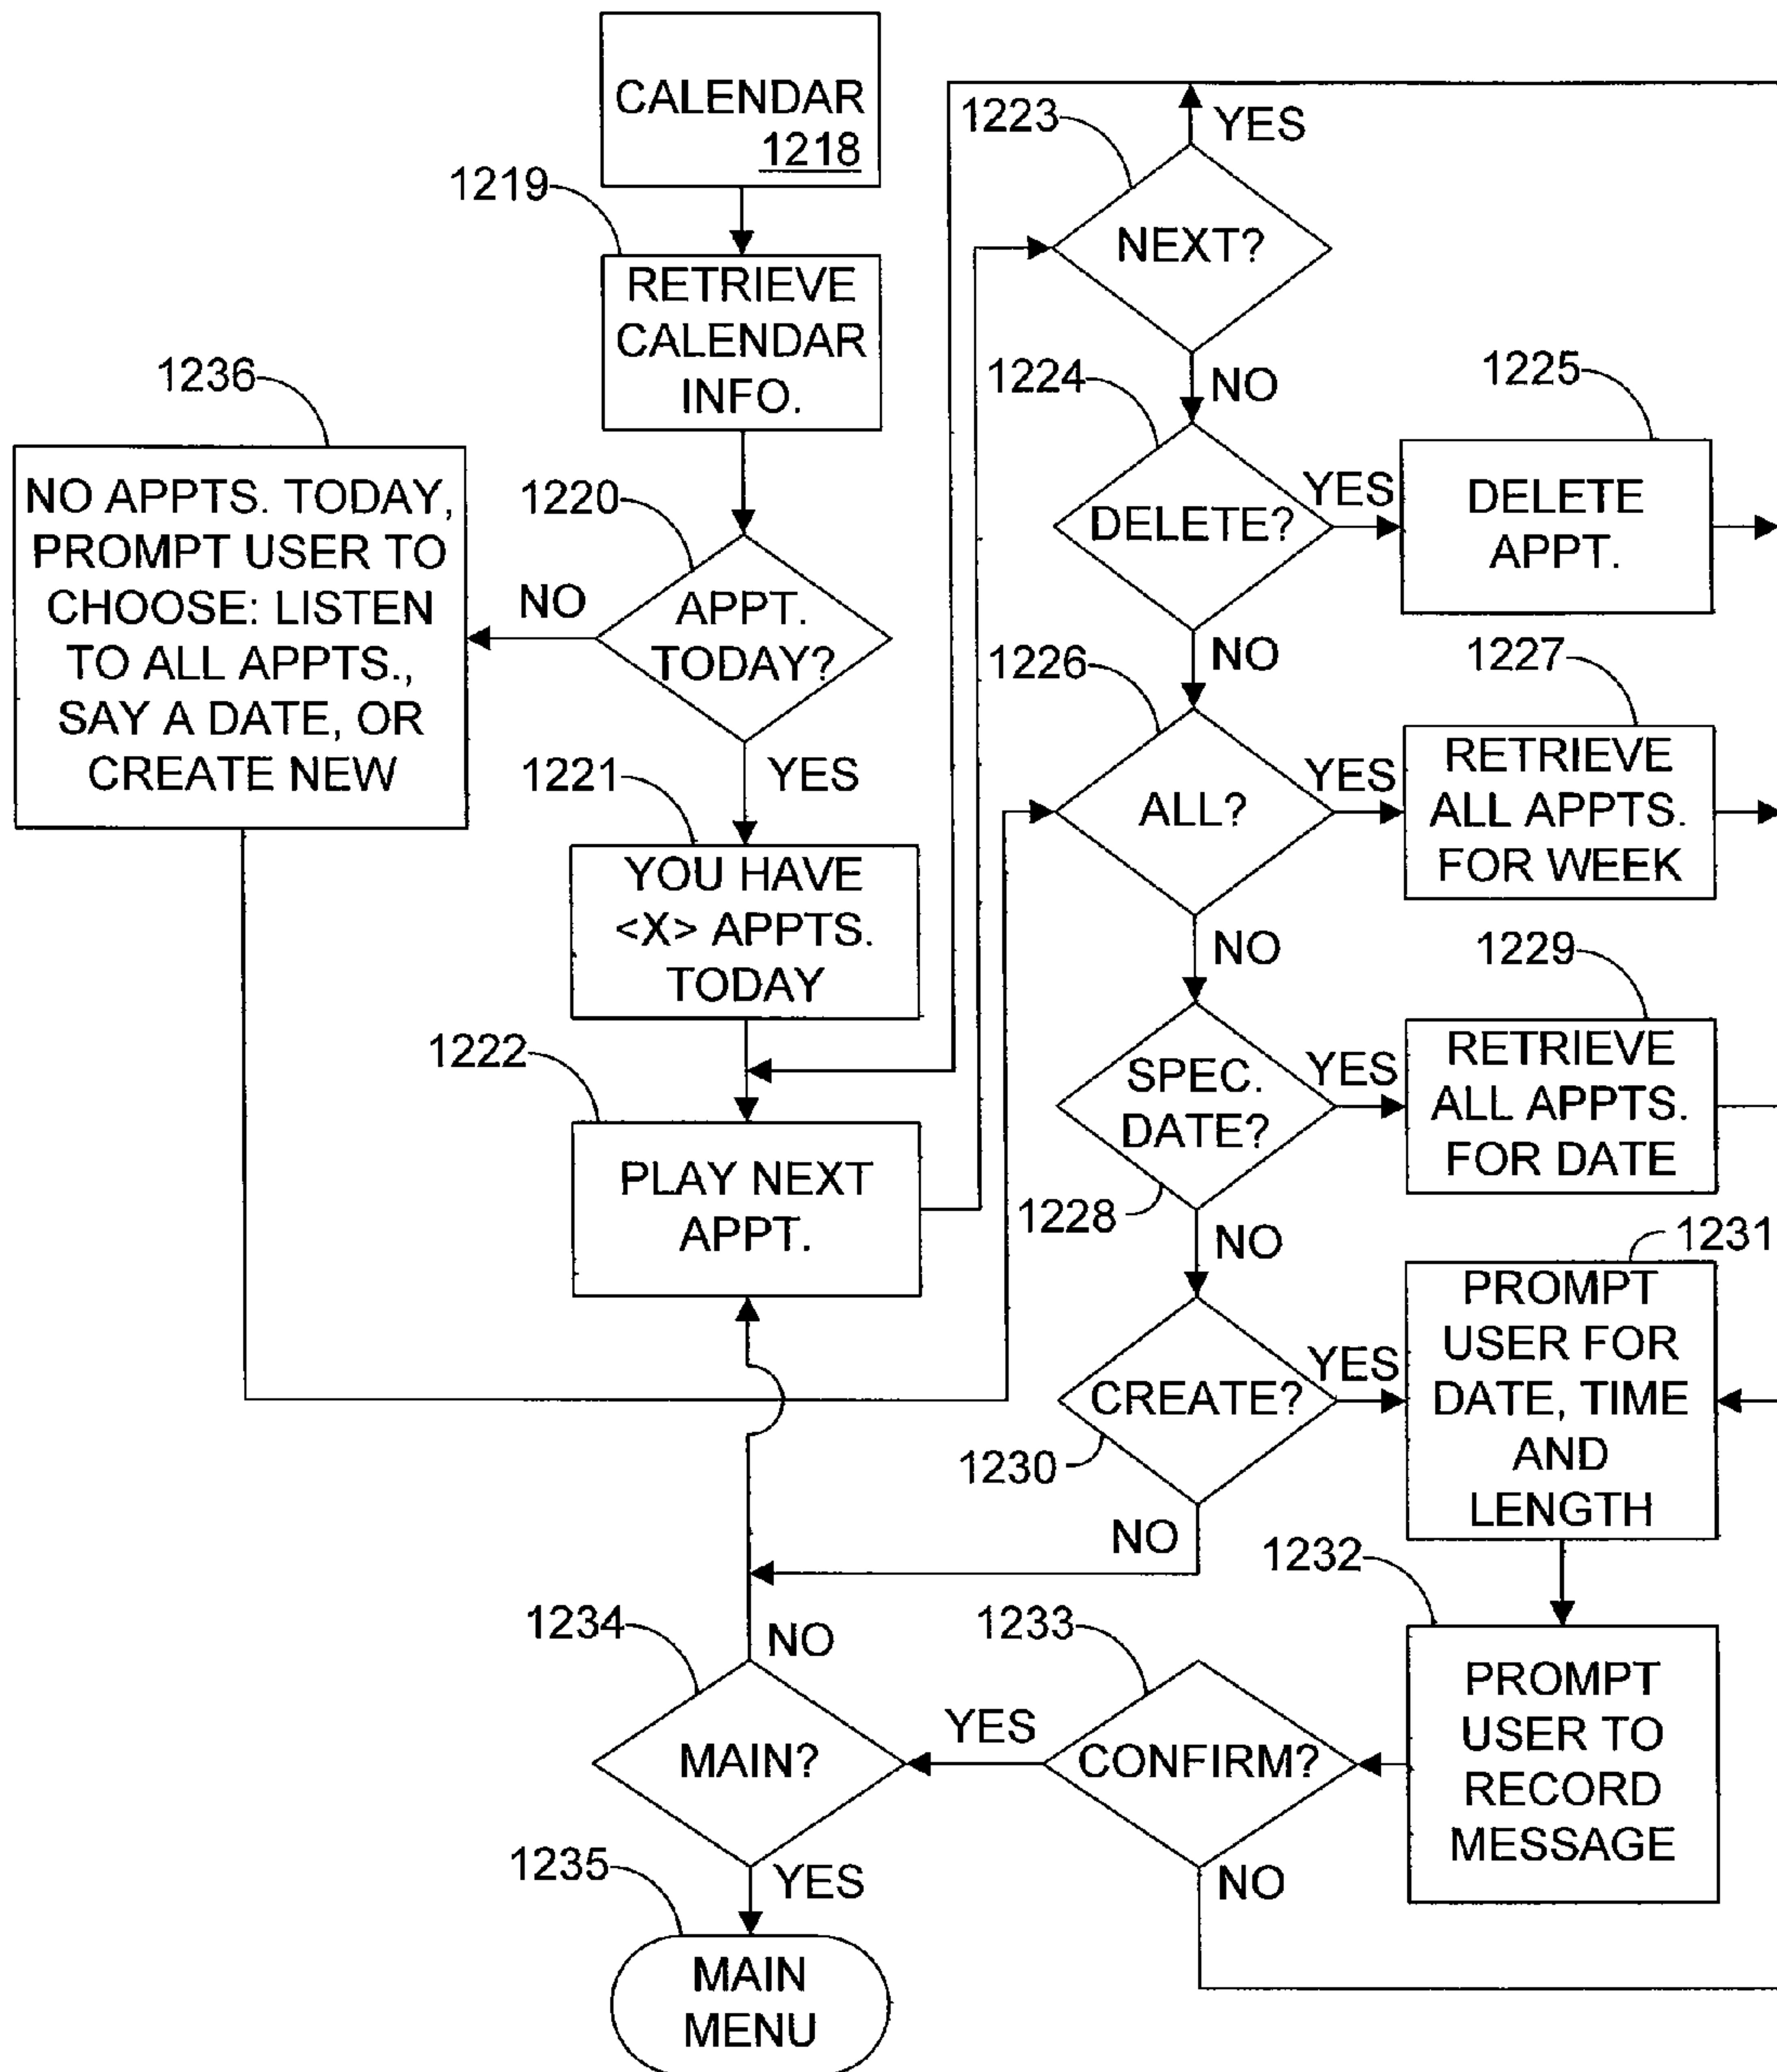 CALENDAR
1218
1219
RETRIEVE
CALENDAR
INFO.
1236
NO APPTS. TODAY,
PROMPT USER TO
CHOOSE: LISTEN
TO ALL APPTS.,
SAY A DATE, OR
CREATE NEW
1220
APPT.
TODAY?
NO
YES
1221
YOU HAVE
<X> APPTS.
TODAY
1222
PLAY NEXT
APPT.
1223
NEXT?
YES
NO
1224
DELETE?
YES
NO
1225
DELETE
APPT.
1226
ALL?
YES
NO
1227
RETRIEVE
ALL APPTS.
FOR WEEK
SPEC.
DATE?
1228
YES
NO
1229
RETRIEVE
ALL APPTS.
FOR DATE
CREATE?
1230
YES
NO
1231
PROMPT
USER FOR
DATE, TIME
AND
LENGTH
1232
PROMPT
USER TO
RECORD
MESSAGE
1233
CONFIRM?
YES
NO
1234
MAIN?
NO
YES
1235
MAIN
MENU